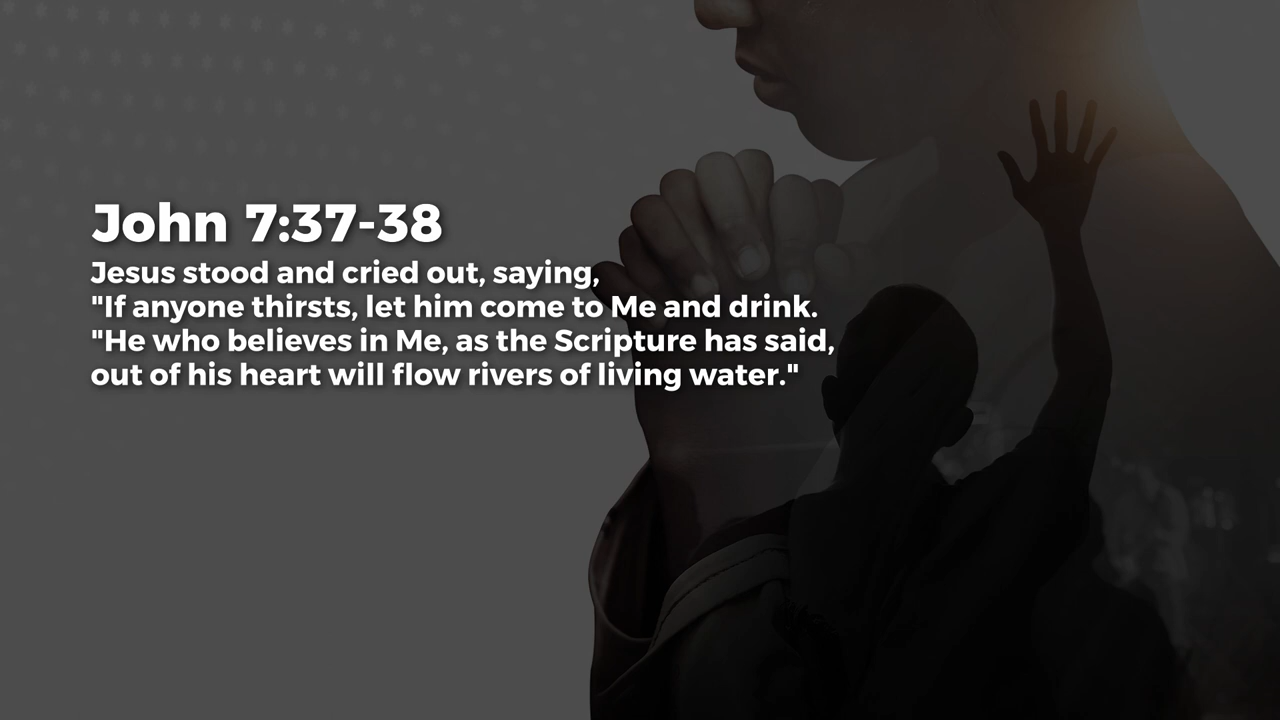 John 7:37-38
Jesus stood and cried out, saying,
"If anyone thirsts, let him come to Me and drink.
"He who believes in Me, as the Scripture has said,
out of his heart will flow rivers of living water."